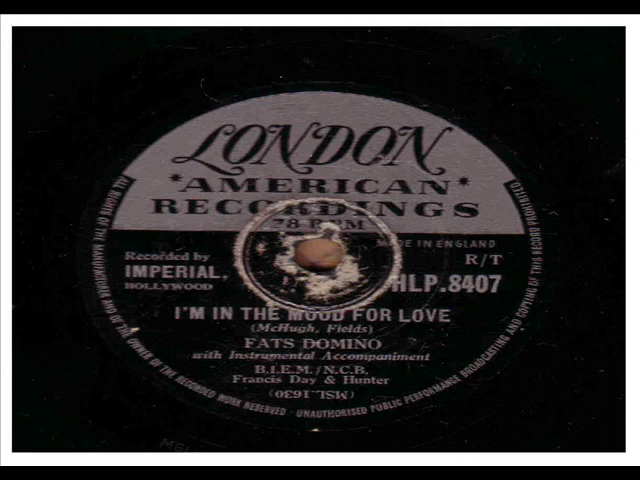 LONDON
*AMERICAN*
RECORDINGS
78 RPM
MADE IN ENGLAND
Recorded by
IMPERIAL,
HOLLYWOOD
R/T
HLP.8407
I'M IN THE MOOD FOR LOVE
(McHugh, Fields)
FATS DOMINO
with Instrumental Accompaniment
B.I.E.M./N.C.B.
Francis Day & Hunter
(MSL-1630)
ALL RIGHTS OF THE MANUFACTURER AND OF THE OWNER OF THE RECORDED WORK RESERVED · UNAUTHORISED PUBLIC PERFORMANCE BROADCASTING AND COPYING OF THIS RECORD PROHIBITED